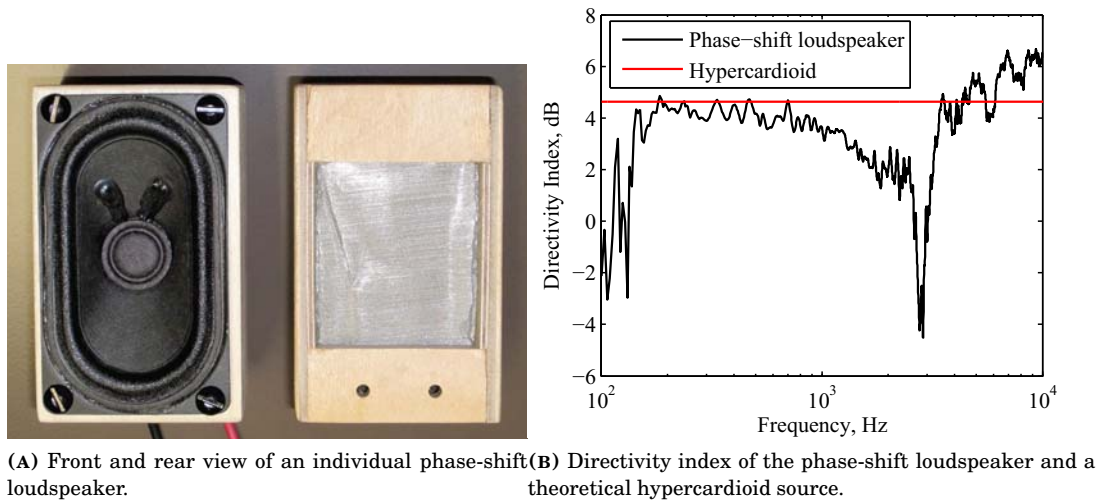 8
6
4
2
0
−2
−4
−6
Directivity Index, dB
Phase−shift loudspeaker
Hypercardioid
10^2
10^3
10^4
Frequency, Hz
(A) Front and rear view of an individual phase-shift
loudspeaker.
(B) Directivity index of the phase-shift loudspeaker and a
theoretical hypercardioid source.